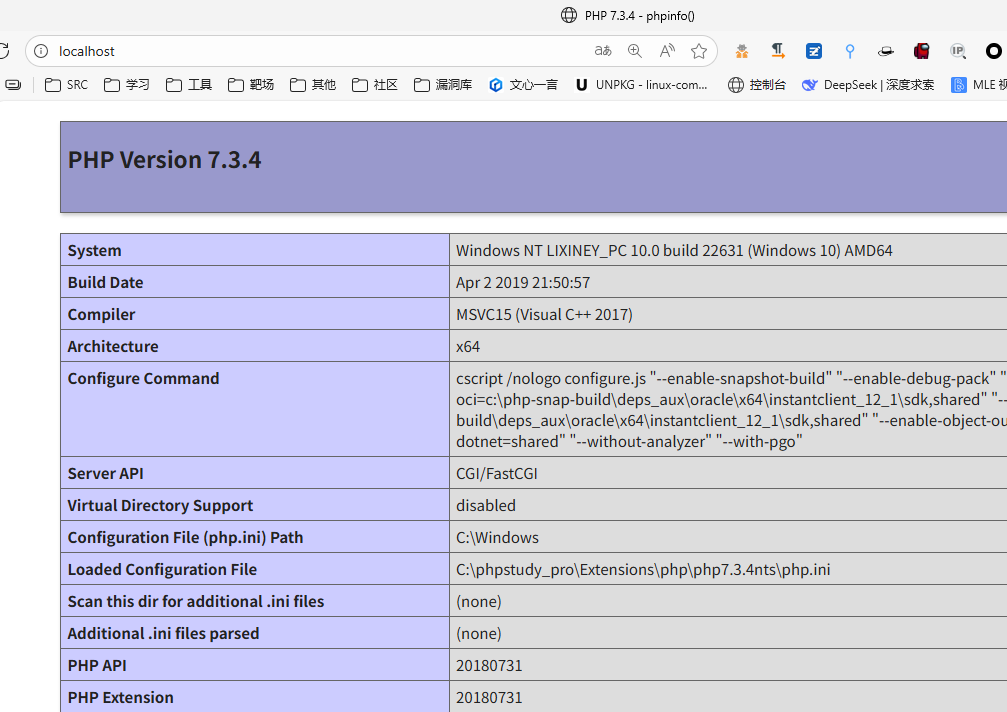 PHP 7.3.4 - phpinfo()
localhost
SRC 学习 工具 靶场 其他 社区 漏洞库 文心一言 UNPKG - linux-com... 控制台 DeepSeek | 深度求索 MLE
PHP Version 7.3.4
System Windows NT LIXINEY_PC 10.0 build 22631 (Windows 10) AMD64
Build Date Apr 2 2019 21:50:57
Compiler MSVC15 (Visual C++ 2017)
Architecture x64
Configure Command cscript /nologo configure.js "--enable-snapshot-build" "--enable-debug-pack" "
oci=c:\php-snap-build\deps_aux\oracle\x64\instantclient_12_1\sdk,shared" "--
build\deps_aux\oracle\x64\instantclient_12_1\sdk,shared" "--enable-object-ou
dotnet=shared" "--without-analyzer" "--with-pgo"
Server API CGI/FastCGI
Virtual Directory Support disabled
Configuration File (php.ini) Path C:\Windows
Loaded Configuration File C:\phpstudy_pro\Extensions\php\php7.3.4nts\php.ini
Scan this dir for additional .ini files (none)
Additional .ini files parsed (none)
PHP API 20180731
PHP Extension 20180731